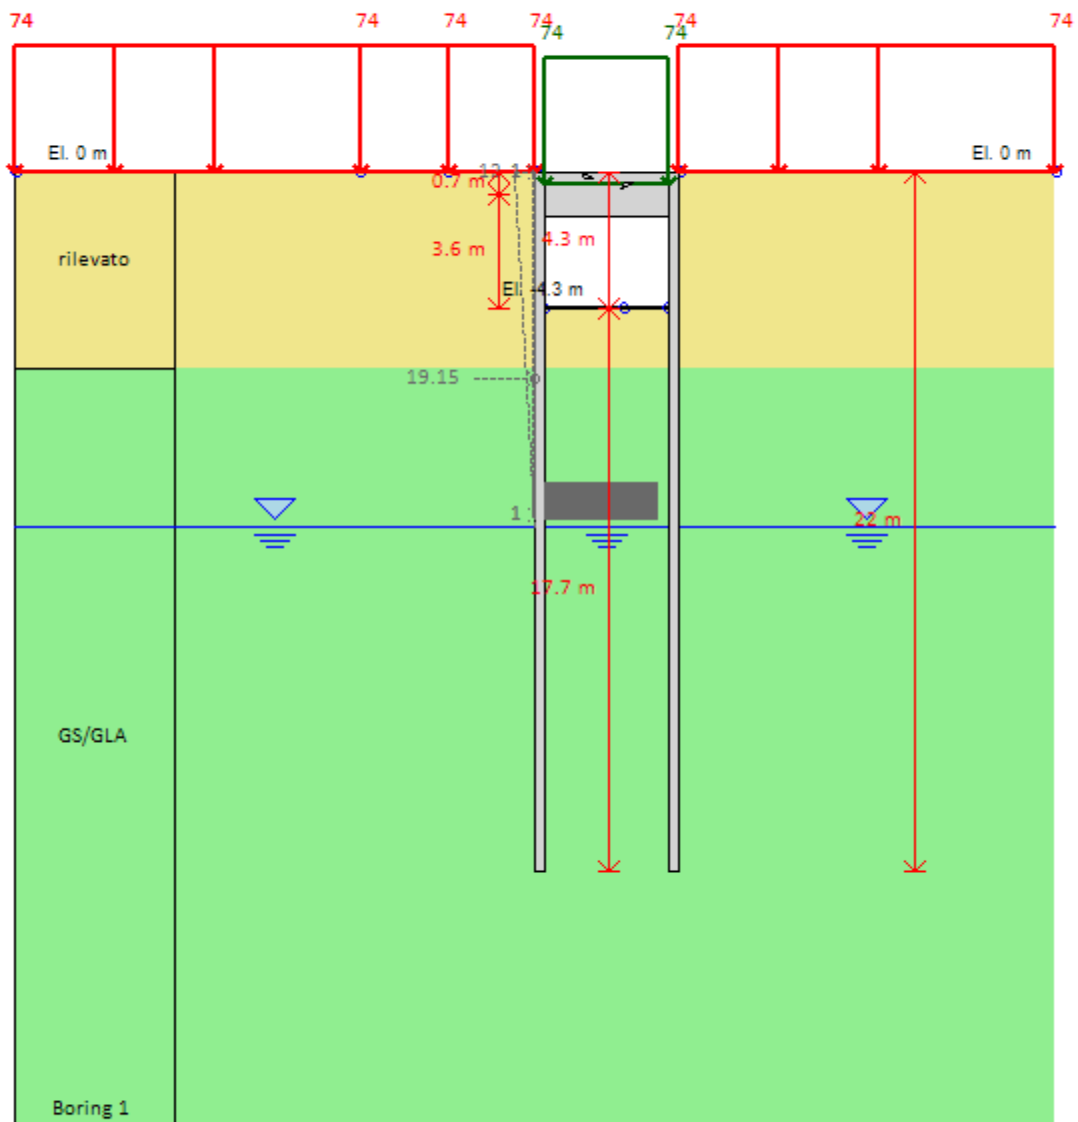 74 74 74 74 74 74
74 74
El. 0 m El. 0 m
0.7 m
3.6 m
4.3 m
rilevato
El. -4.3 m
19.15
22 m
17.7 m
GS/GLA
Boring 1